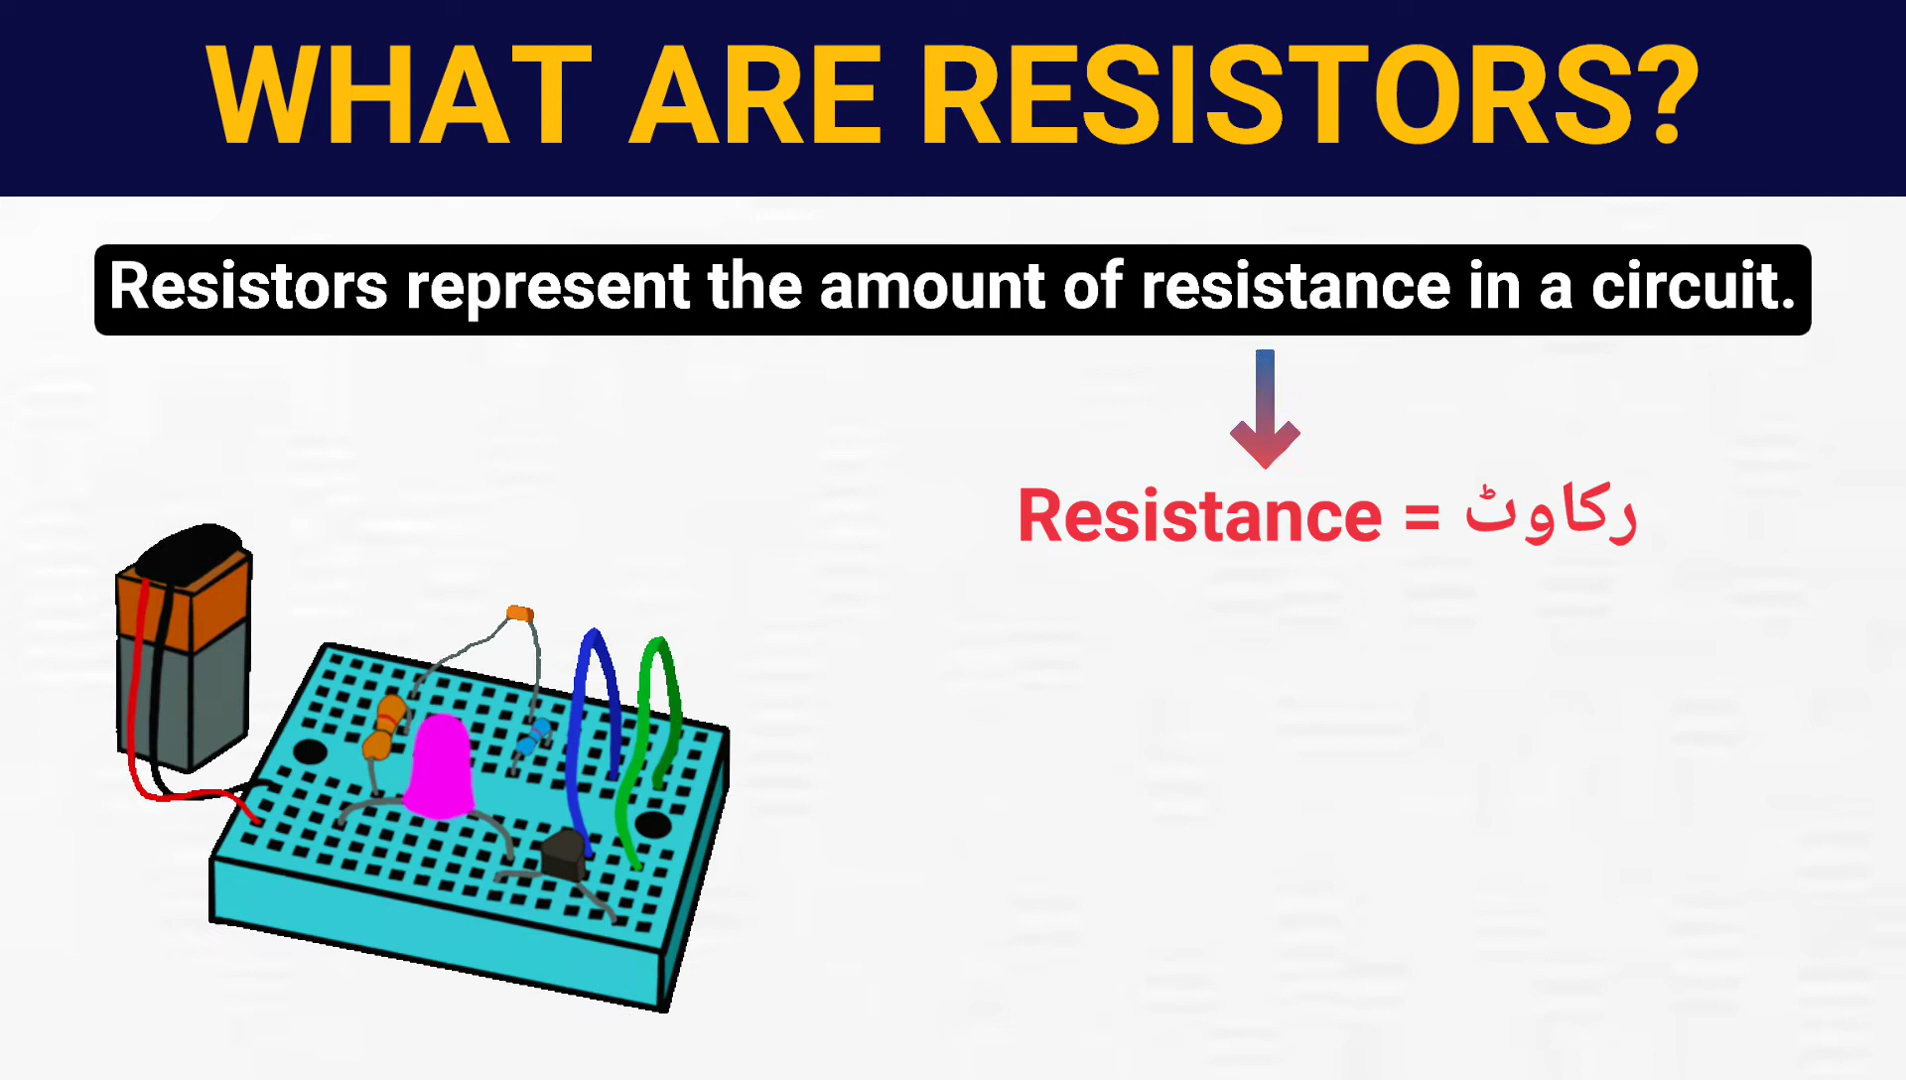 WHAT ARE RESISTORS?
Resistors represent the amount of resistance in a circuit.
Resistance = رکاوٹ